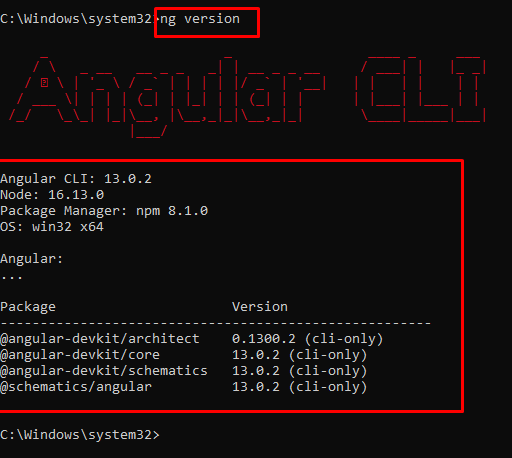 C:\Windows\system32>ng version
Angular CLI
Angular CLI: 13.0.2
Node: 16.13.0
Package Manager: npm 8.1.0
OS: win32 x64
Angular:
...
Package                      Version
------------------------------------------------------
@angular-devkit/architect    0.1300.2 (cli-only)
@angular-devkit/core         13.0.2 (cli-only)
@angular-devkit/schematics   13.0.2 (cli-only)
@schematics/angular          13.0.2 (cli-only)
C:\Windows\system32>